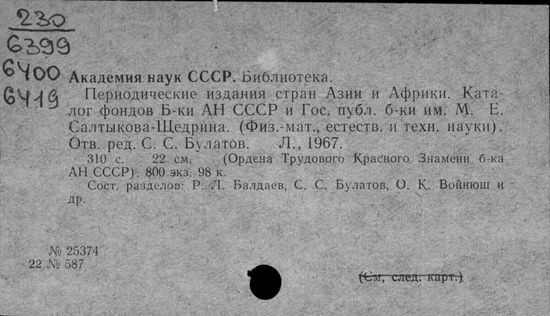 230
6399
6400
6419
Академия наук СССР. Библиотека.
Периодические издания стран Азии и Африки. Ката-
лог фондов Б-ки АН СССР и Гос. публ. б-ки им. М. Е.
Салтыкова-Щедрина. (Физ.-мат., естеств. и техн. науки).
Отв. ред. С. С. Булатов. Л., 1967.
310 с. 22 см. (Ордена Трудового Красного Знамени б-ка
АН СССР). 800 экз. 98 к.
Сост. разделов: Р. Л. Балдаев, С. С. Булатов, О. К. Войнюш и
др.
№ 25374
22 № 587
(См. след. карт.)